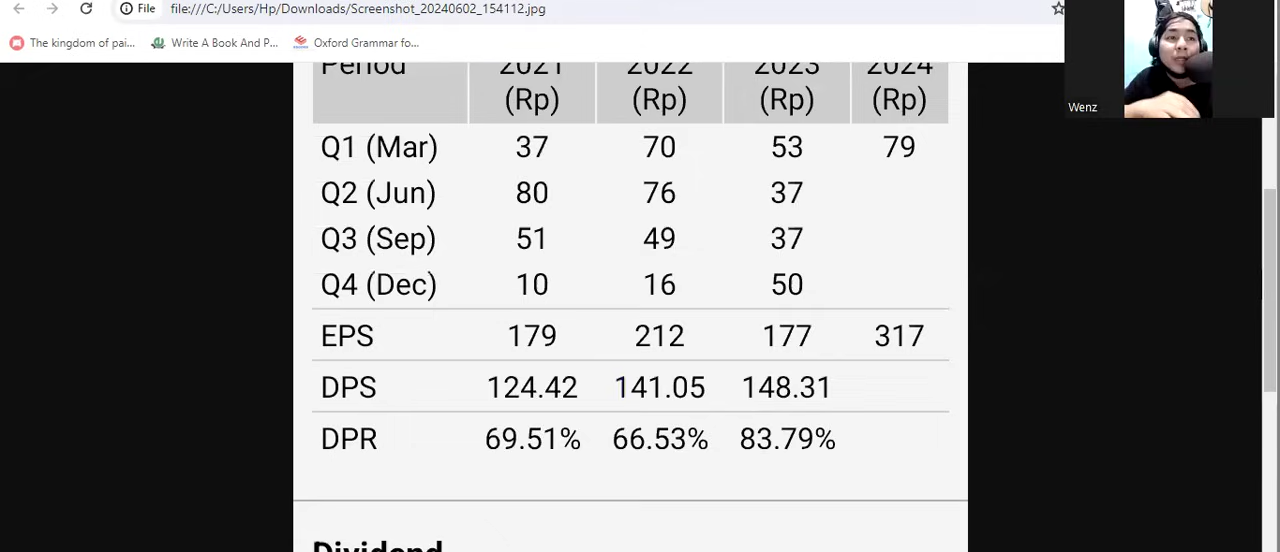 File
file:///C:/Users/Hp/Downloads/Screenshot_20240602_154112.jpg
The kingdom of pai...
Write A Book And P...
Oxford Grammar fo...
Wenz
Period 2021 2022 2023 2024
(Rp) (Rp) (Rp) (Rp)
Q1 (Mar) 37 70 53 79
Q2 (Jun) 80 76 37
Q3 (Sep) 51 49 37
Q4 (Dec) 10 16 50
EPS 179 212 177 317
DPS 124.42 141.05 148.31
DPR 69.51% 66.53% 83.79%
Dividend